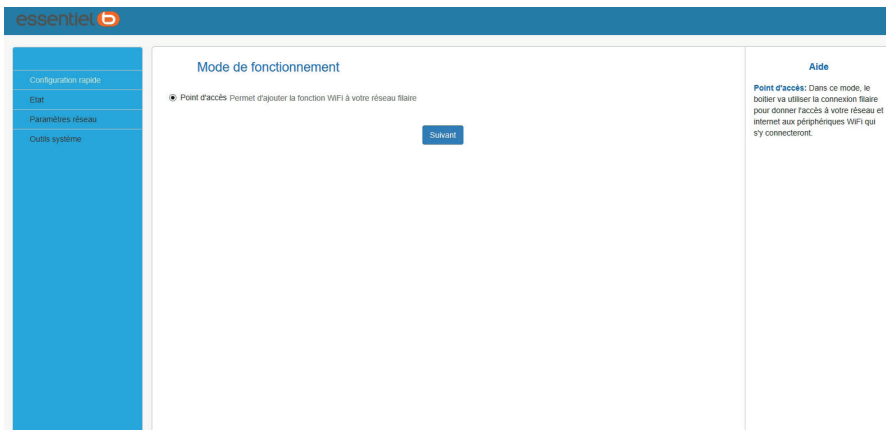 essentiel b
Configuration rapide
Etat
Paramètres réseau
Outils système
Mode de fonctionnement
Point d'accès Permet d'ajouter la fonction WiFi à votre réseau filaire
Suivant
Aide
Point d'accès: Dans ce mode, le
boîtier va utiliser la connexion filaire
pour donner l'accès à votre réseau et
internet aux périphériques WiFi qui
s'y connecteront.